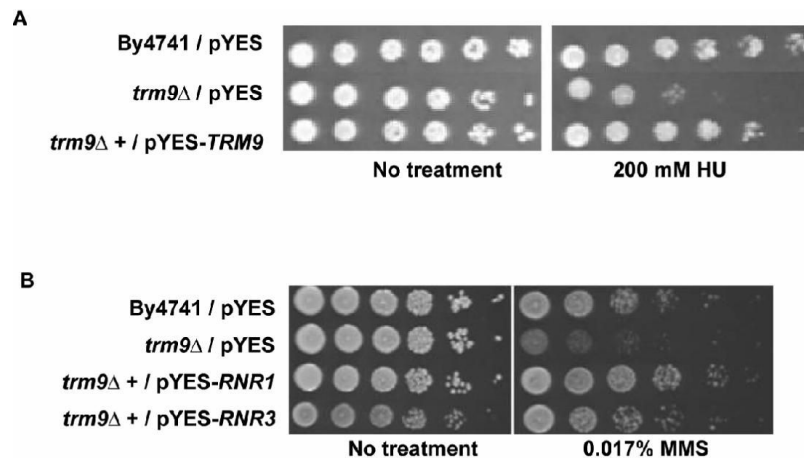 A
By4741 / pYES
trm9Δ / pYES
trm9Δ + / pYES-TRM9
No treatment
200 mM HU
B
By4741 / pYES
trm9Δ / pYES
trm9Δ + / pYES-RNR1
trm9Δ + / pYES-RNR3
No treatment
0.017% MMS